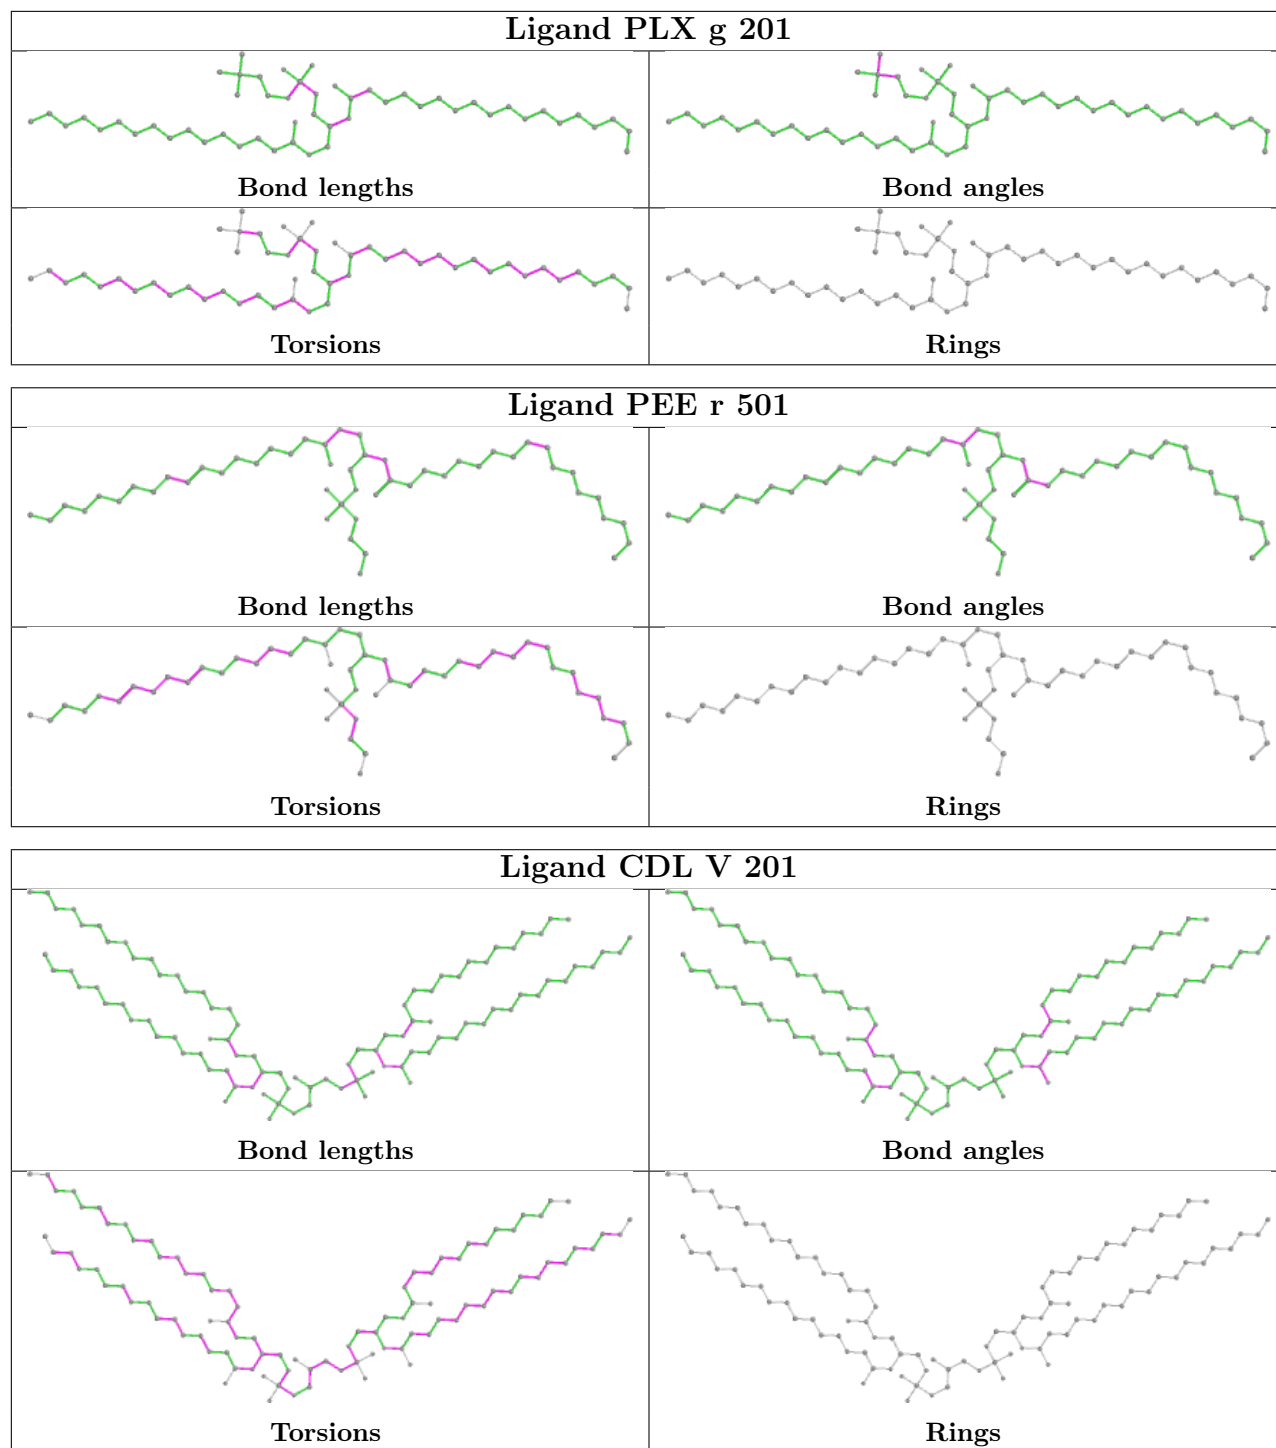 Ligand PLX g 201
Bond lengths
Bond angles
Torsions
Rings
Ligand PEE r 501
Bond lengths
Bond angles
Torsions
Rings
Ligand CDL V 201
Bond lengths
Bond angles
Torsions
Rings